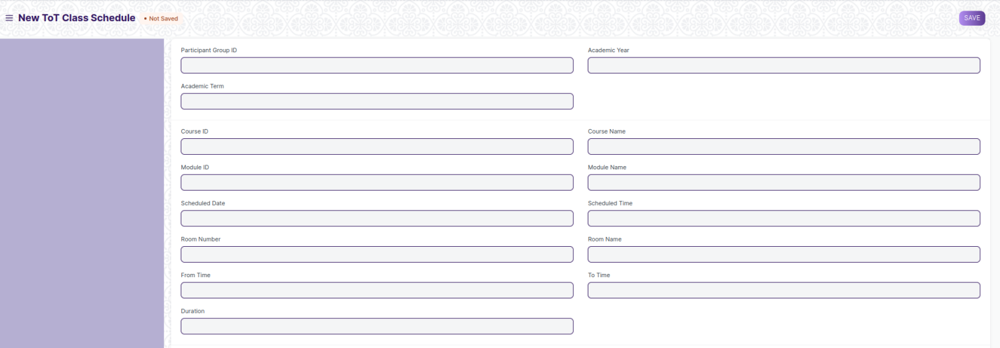 New ToT Class Schedule • Not Saved SAVE
Participant Group ID Academic Year
Academic Term
Course ID Course Name
Module ID Module Name
Scheduled Date Scheduled Time
Room Number Room Name
From Time To Time
Duration